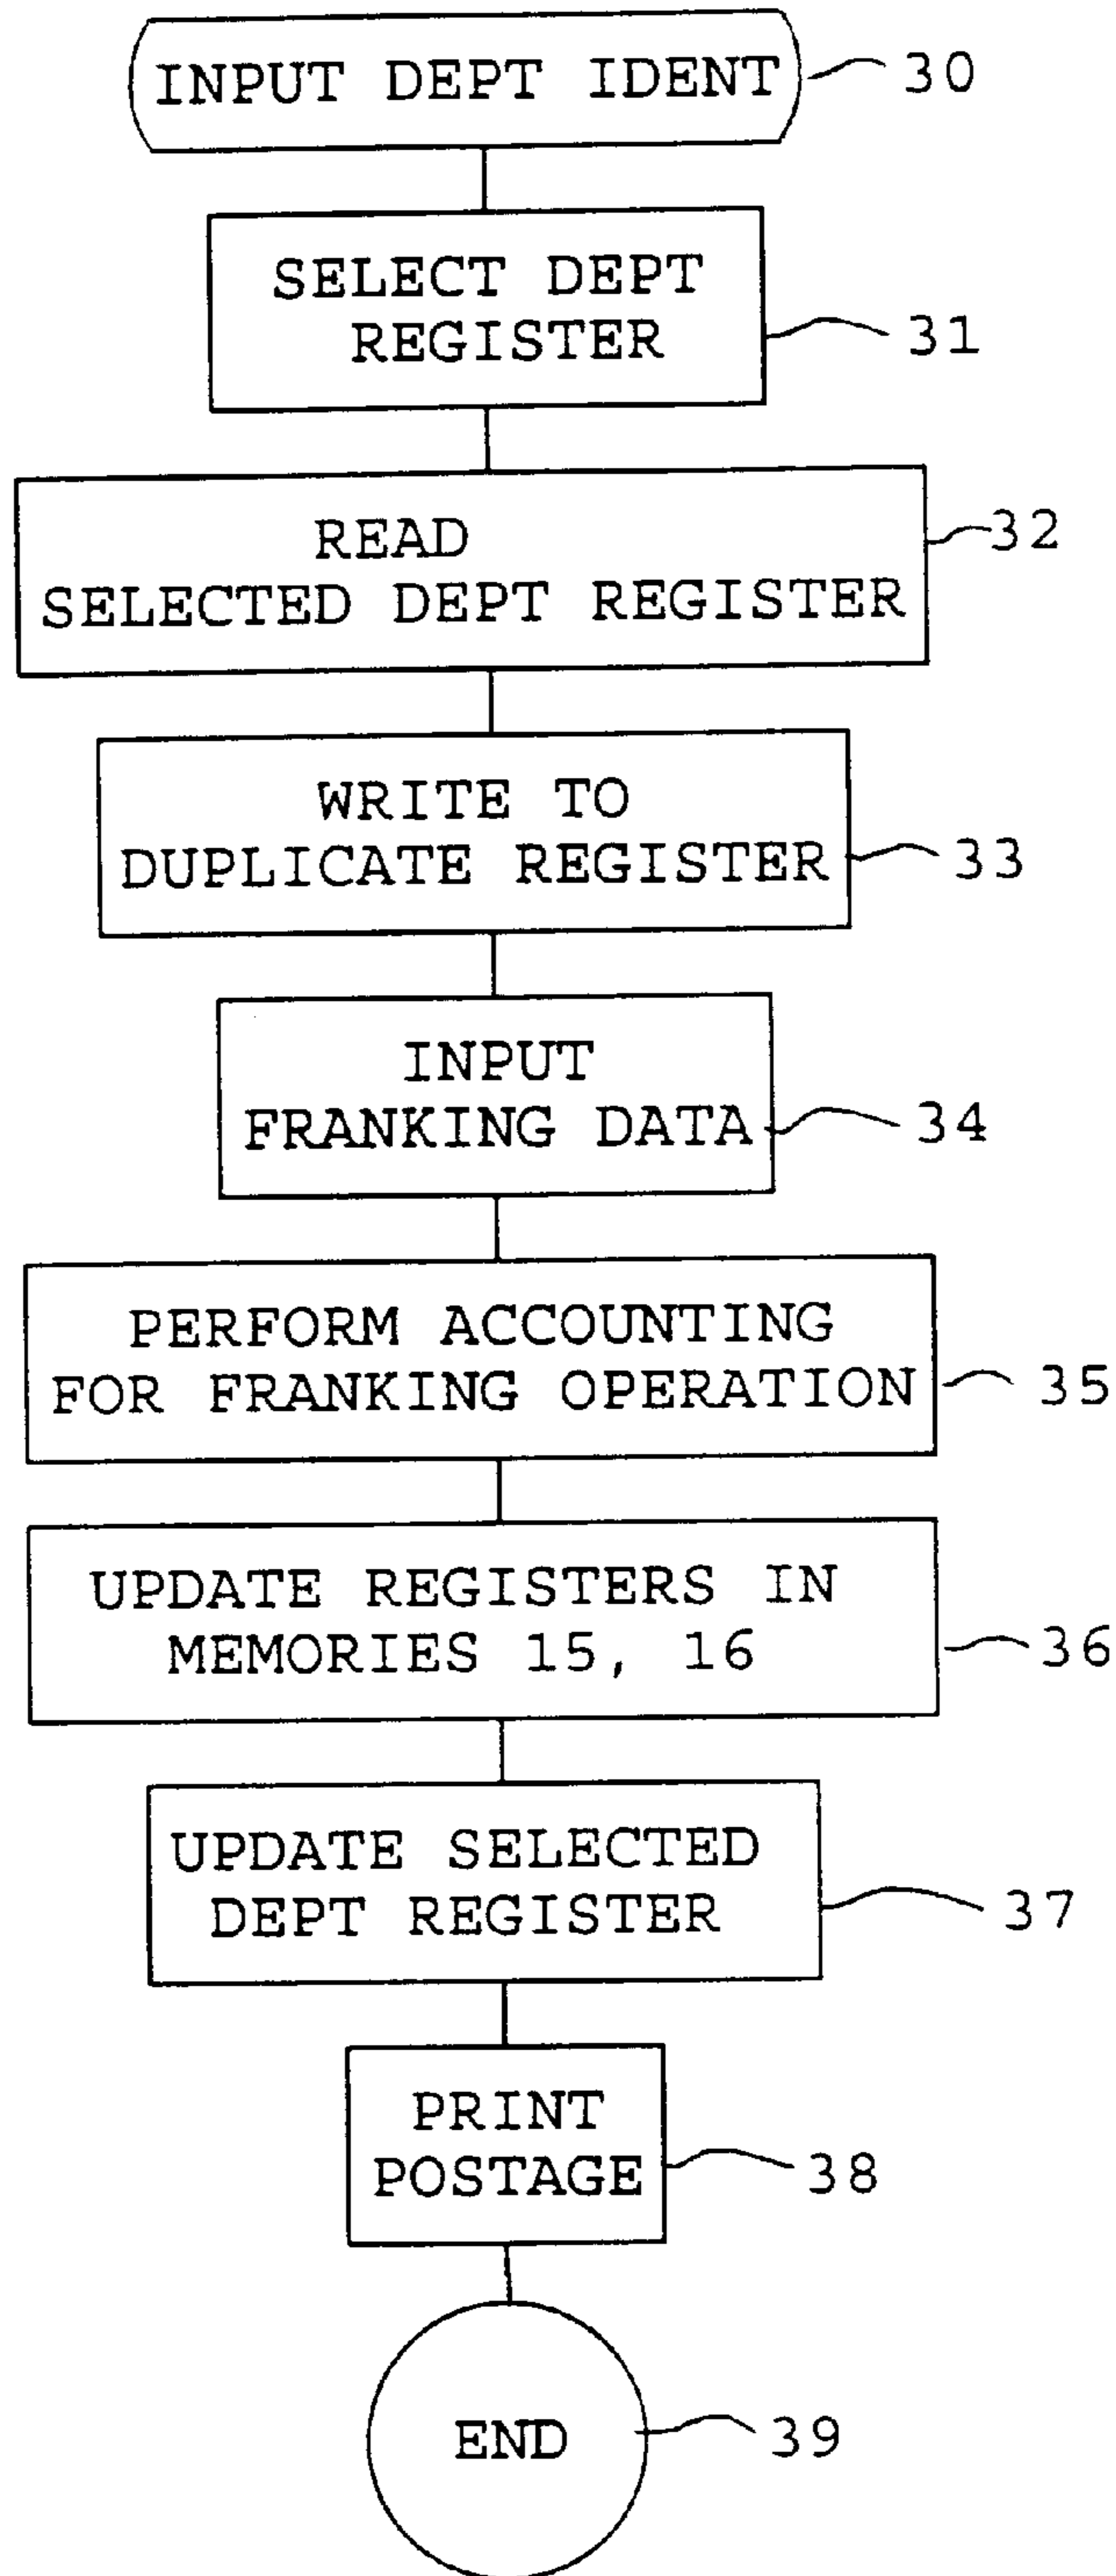 INPUT DEPT IDENT
30
SELECT DEPT
REGISTER
31
READ
SELECTED DEPT REGISTER
32
WRITE TO
DUPLICATE REGISTER
33
INPUT
FRANKING DATA
34
PERFORM ACCOUNTING
FOR FRANKING OPERATION
35
UPDATE REGISTERS IN
MEMORIES 15, 16
36
UPDATE SELECTED
DEPT REGISTER
37
PRINT
POSTAGE
38
END
39